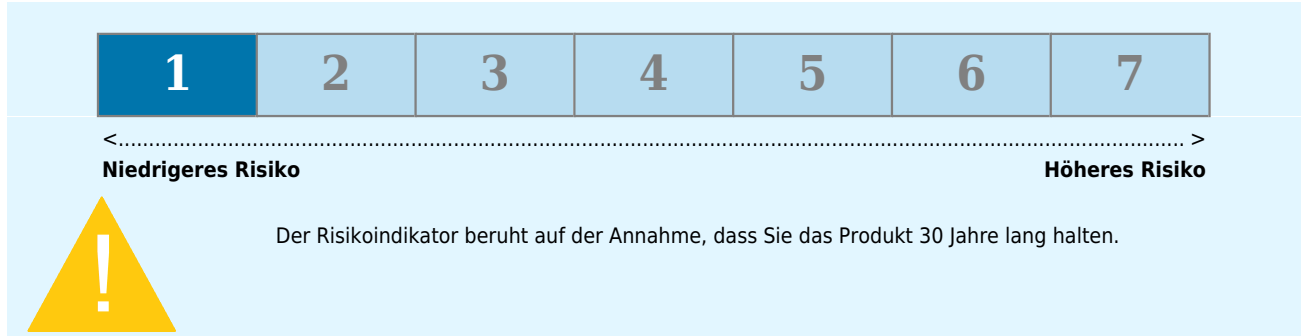 1 2 3 4 5 6 7
<............................................................................................................................................................................... >
Niedrigeres Risiko Höheres Risiko
!
Der Risikoindikator beruht auf der Annahme, dass Sie das Produkt 30 Jahre lang halten.